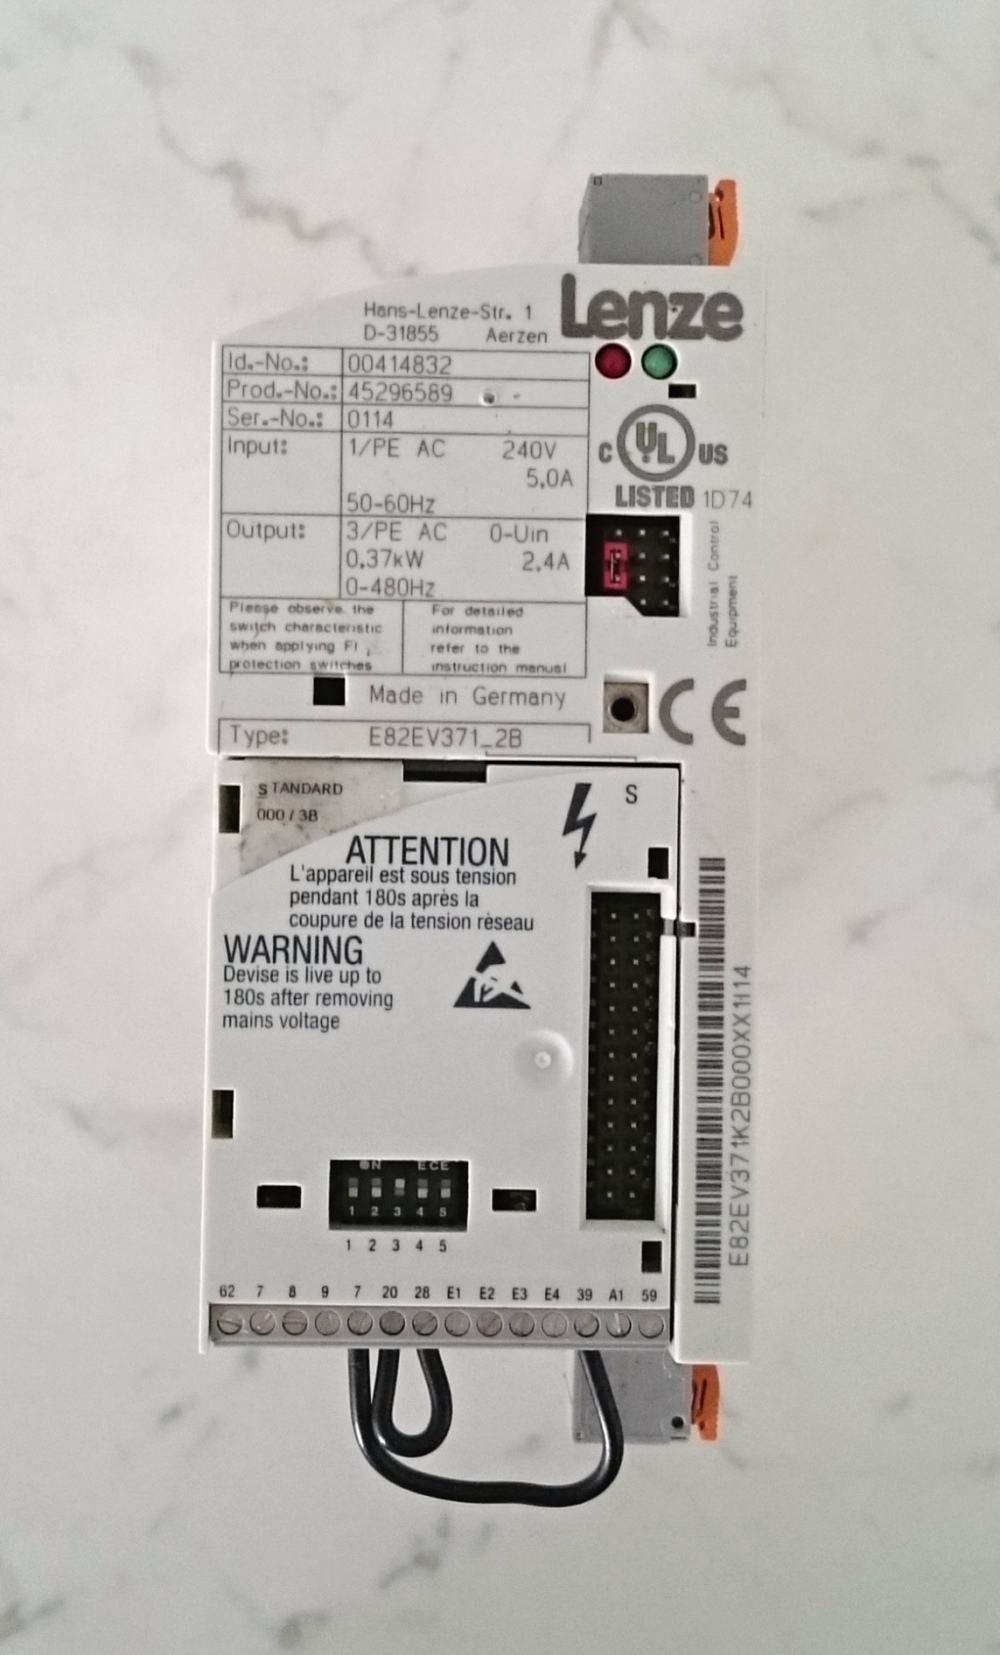 Lenze
Hans-Lenze-Str. 1
D-31855 Aerzen
Id.-No.: 00414832
Prod.-No.: 45296589
Ser.-No.: 0114
Input: 1/PE AC 240V
5,0A
50-60Hz
Output: 3/PE AC 0-Uin
0,37kW 2,4A
0-480Hz
C UL US
LISTED 1D74
Industrial Control
Equipment
Please observe the
switch characteristic
when applying FI
protection switches
For detailed
information
refer to the
instruction manual
Made in Germany
CE
Type: E82EV371_2B
STANDARD
000 / 3B
S
ATTENTION
L'appareil est sous tension
pendant 180s après la
coupure de la tension rèseau
WARNING
Devise is live up to
180s after removing
mains voltage
E82EV371K2B000XX1I14
ON ECE
1 2 3 4 5
1 2 3 4 5
62 7 8 9 7 20 28 E1 E2 E3 E4 39 A1 59